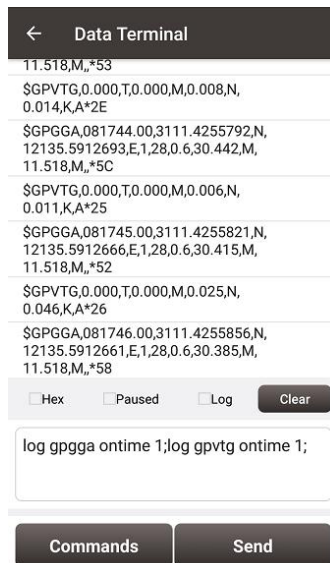 ← Data Terminal
11.518,M,,*53
$GPVTG,0.000,T,0.000,M,0.008,N,
0.014,K,A*2E
$GPGGA,081744.00,3111.4255792,N,
12135.5912693,E,1,28,0.6,30.442,M,
11.518,M,,*5C
$GPVTG,0.000,T,0.000,M,0.006,N,
0.011,K,A*25
$GPGGA,081745.00,3111.4255821,N,
12135.5912666,E,1,28,0.6,30.415,M,
11.518,M,,*52
$GPVTG,0.000,T,0.000,M,0.025,N,
0.046,K,A*26
$GPGGA,081746.00,3111.4255856,N,
12135.5912661,E,1,28,0.6,30.385,M,
11.518,M,,*58
Hex Paused Log Clear
log gpgga ontime 1;log gpvtg ontime 1;
Commands Send